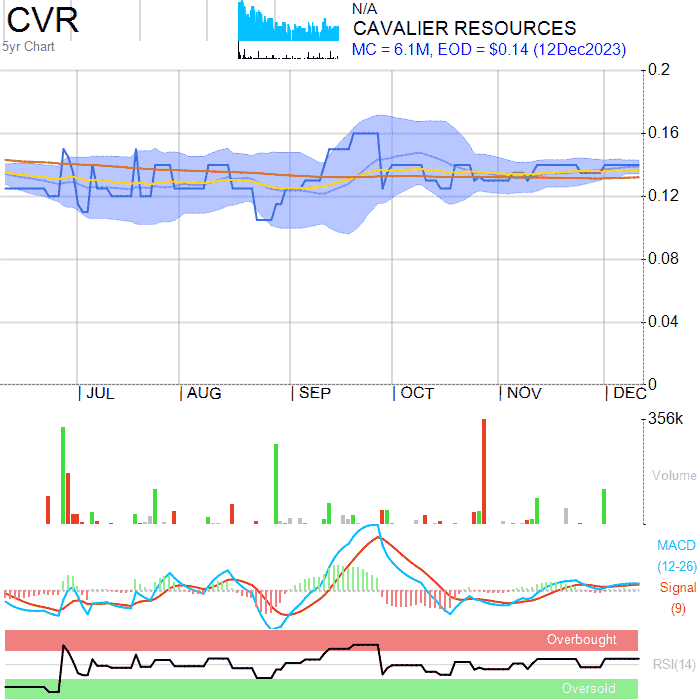 CVR
5yr Chart
N/A
CAVALIER RESOURCES
MC = 6.1M, EOD = $0.14 (12Dec2023)
0.2
0.16
0.12
0.08
0.04
0
JUL AUG SEP OCT NOV DEC
356k
Volume
MACD
(12-26)
Signal
(9)
Overbought
RSI(14)
Oversold